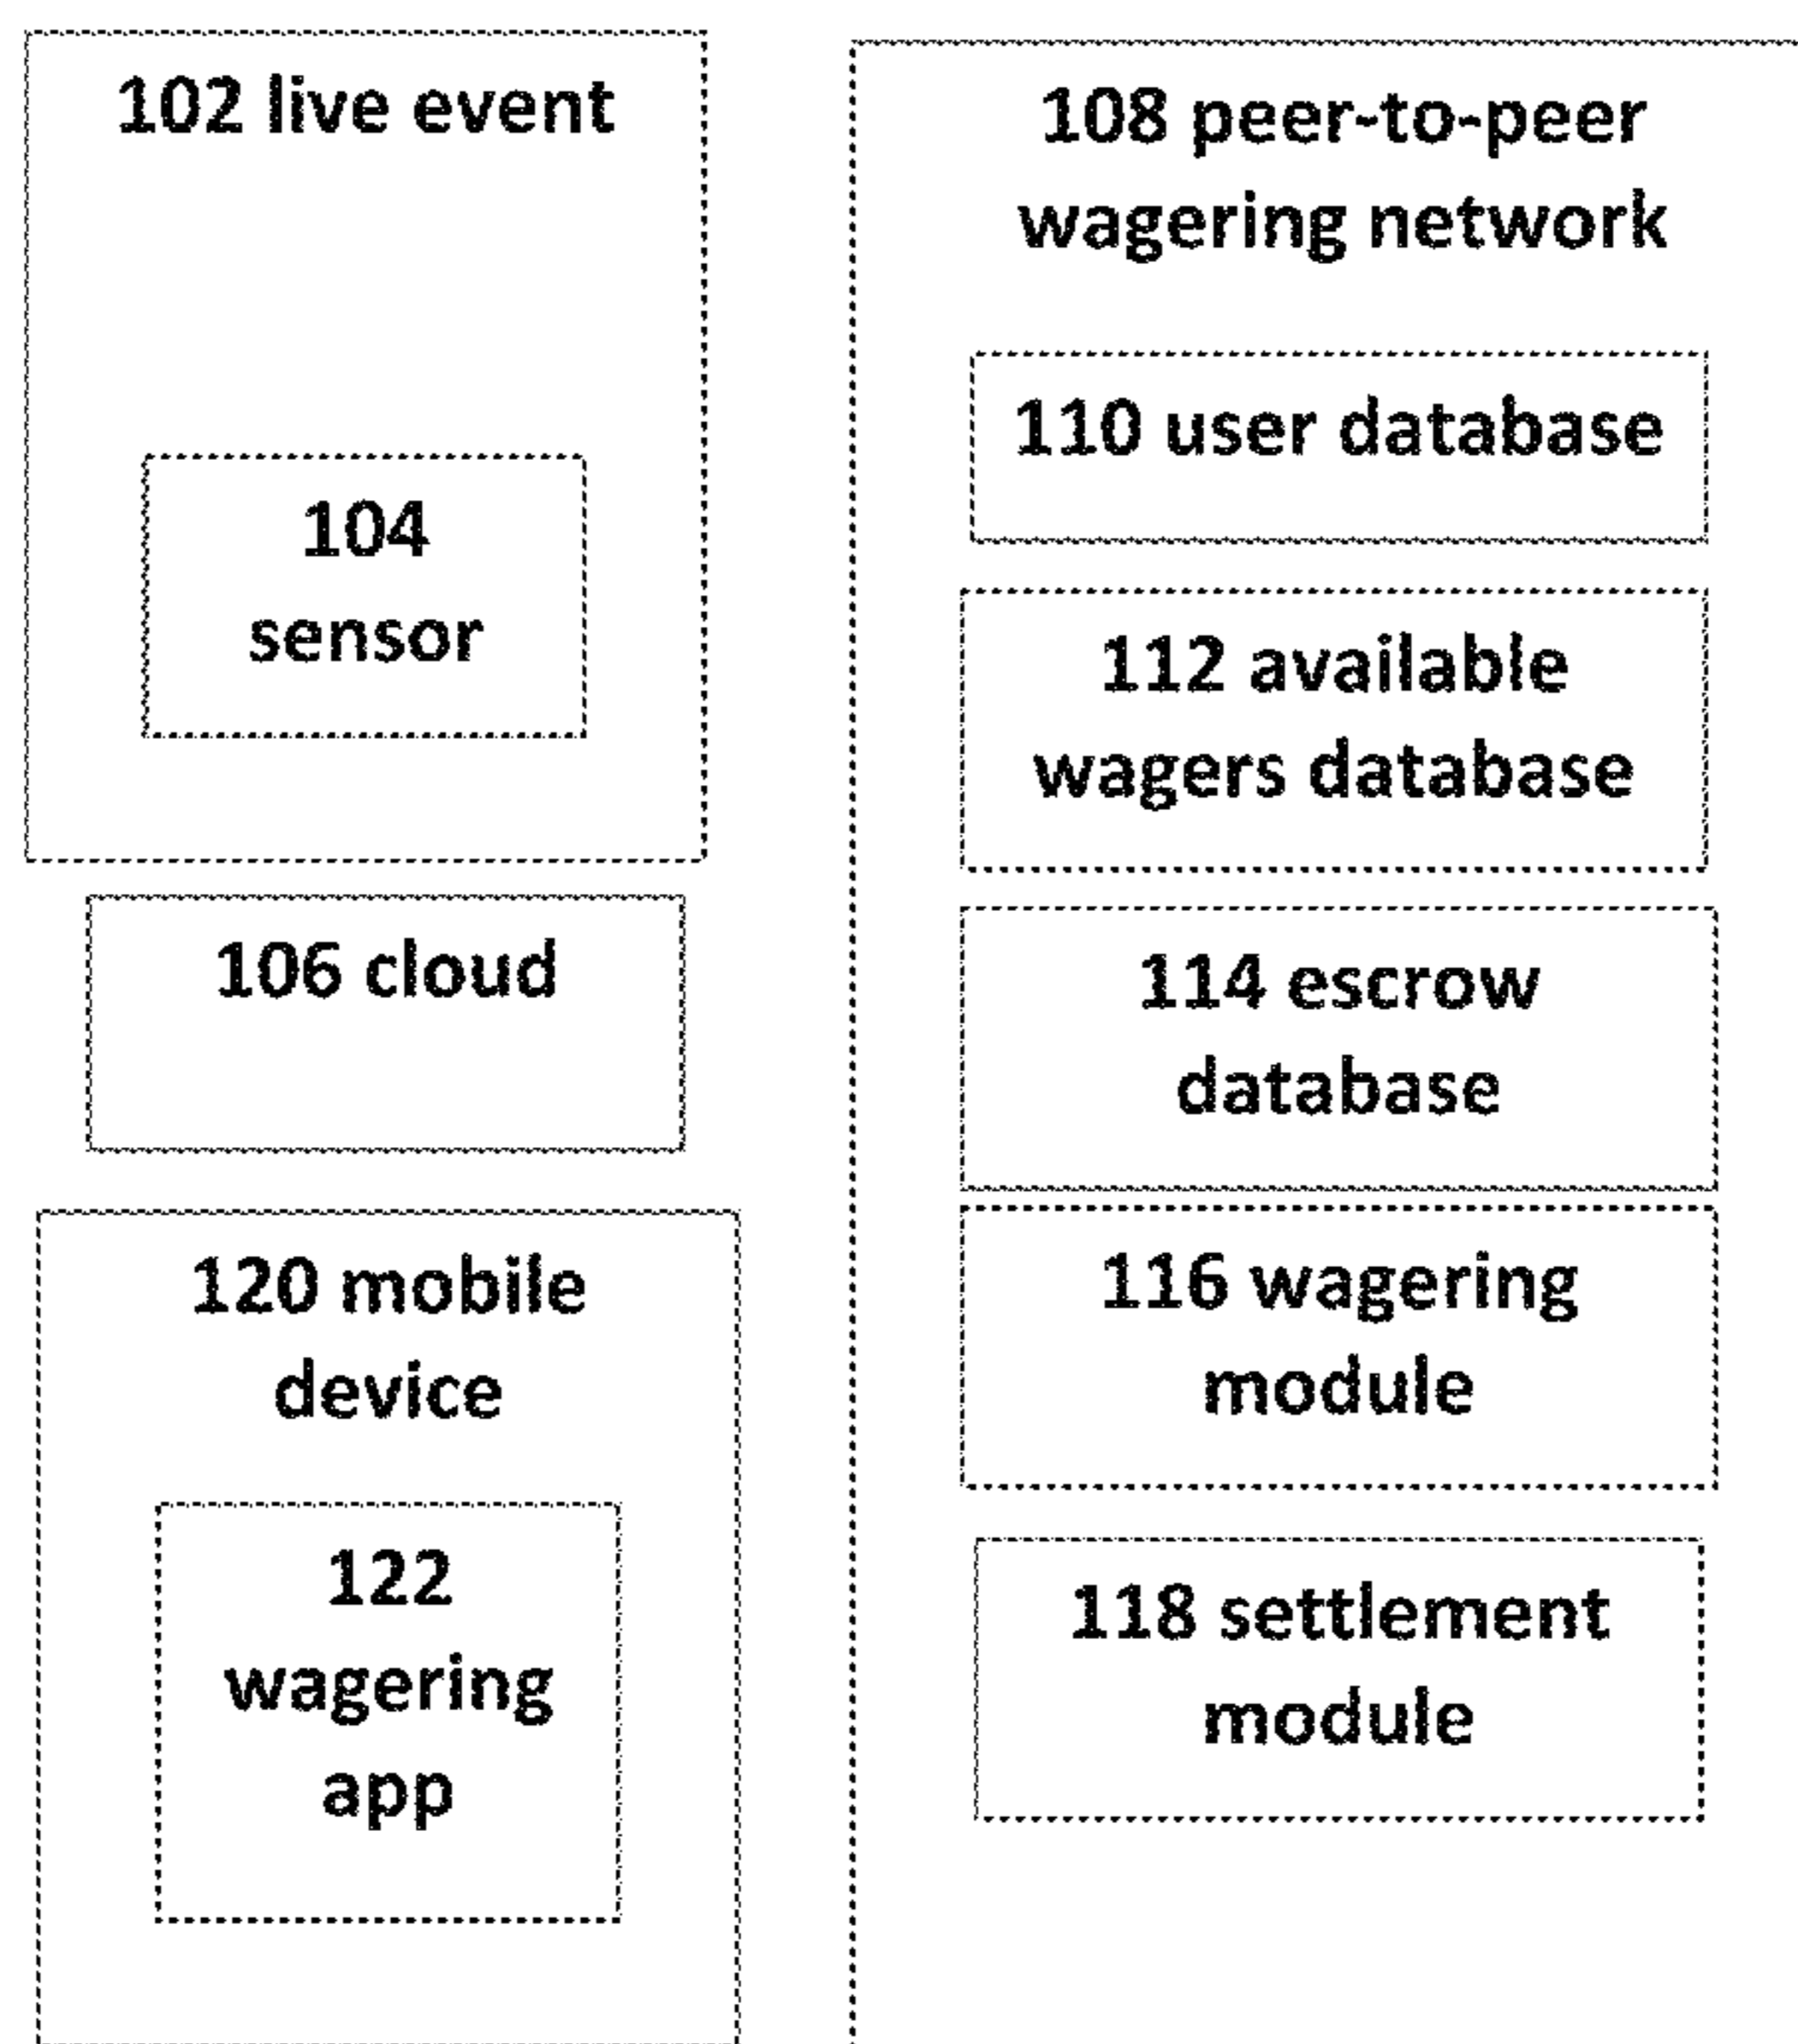 102 live event
104
sensor
106 cloud
120 mobile
device
122
wagering
app
108 peer-to-peer
wagering network
110 user database
112 available
wagers database
114 escrow
database
116 wagering
module
118 settlement
module